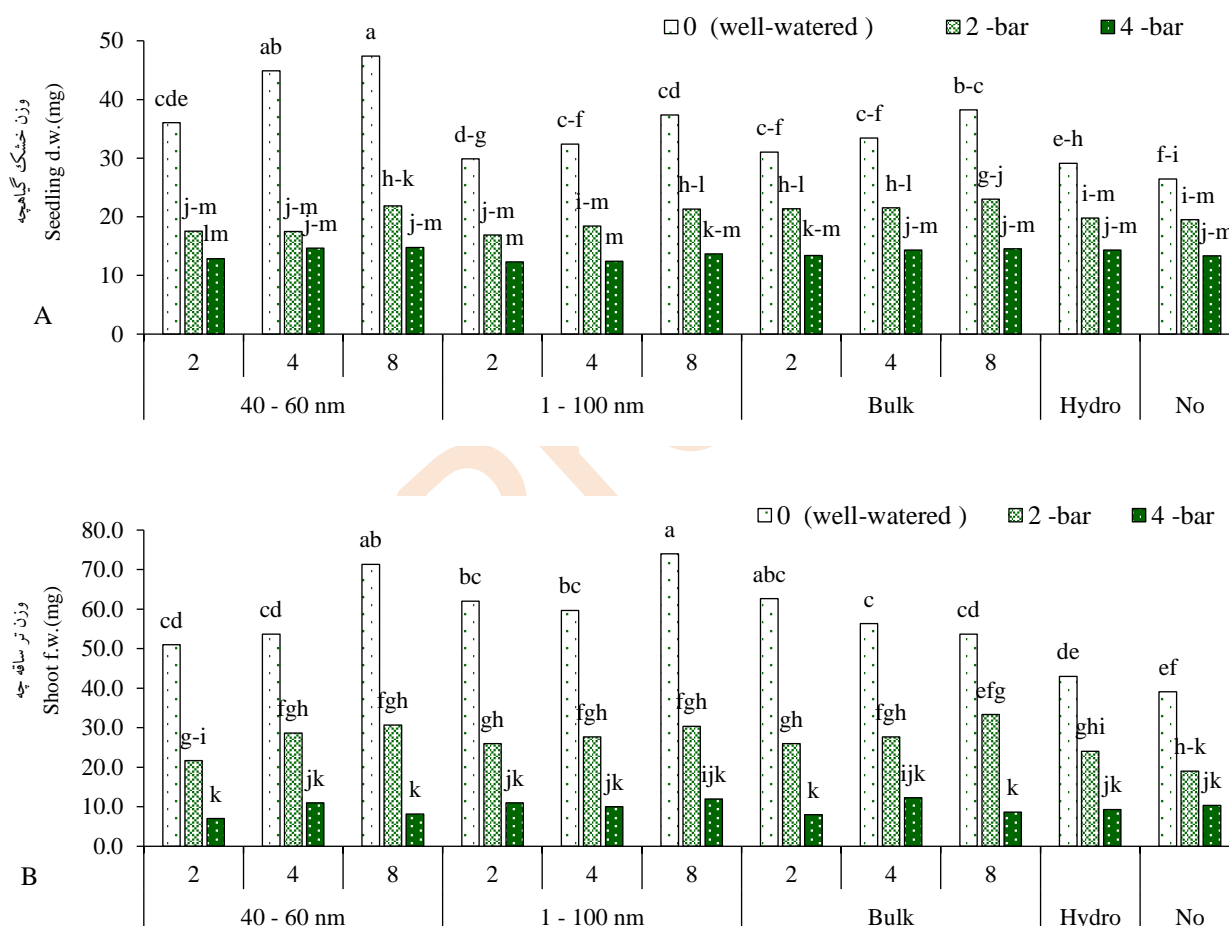 0 (well-watered ) 2 -bar 4 -bar
وزن خشک گیاهچه
Seedling d.w.(mg)
50
40
30
20
10
0
cde j-m lm ab j-m j-m a h-k j-m d-g j-m m c-f i-m m cd h-l k-m c-f h-l k-m c-f h-l j-m b-c g-j j-m e-h i-m j-m f-i i-m j-m
A
2 4 8 2 4 8 2 4 8
40 - 60 nm 1 - 100 nm Bulk Hydro No
0 (well-watered ) 2 -bar 4 -bar
وزن تر ساقه چه
Shoot f.w.(mg)
80.0
70.0
60.0
50.0
40.0
30.0
20.0
10.0
0.0
cd g-i k cd fgh jk ab fgh k bc gh jk bc fgh jk a fgh ijk abc gh k c fgh ijk cd efg k de ghi jk ef h-k jk
B
2 4 8 2 4 8 2 4 8
40 - 60 nm 1 - 100 nm Bulk Hydro No